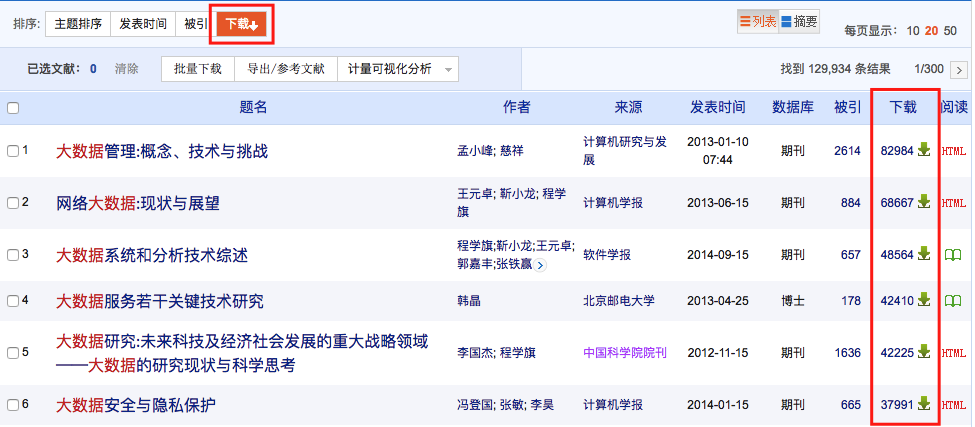 排序: 主题排序 发表时间 被引 下载 列表 摘要 每页显示: 10 20 50
已选文献: 0 清除 批量下载 导出/参考文献 计量可视化分析 找到 129,934 条结果 1/300
题名 作者 来源 发表时间 数据库 被引 下载 阅读
1 大数据管理:概念、技术与挑战 孟小峰; 慈祥 计算机研究与发 2013-01-10 期刊 2614 82984 HTML
展 07:44
2 网络大数据:现状与展望 王元卓; 靳小龙; 程学 计算机学报 2013-06-15 期刊 884 68667 HTML
旗
3 大数据系统和分析技术综述 程学旗;靳小龙;王元卓; 软件学报 2014-09-15 期刊 657 48564
郭嘉丰;张铁赢
4 大数据服务若干关键技术研究 韩晶 北京邮电大学 2013-04-25 博士 178 42410
5 大数据研究:未来科技及经济社会发展的重大战略领域 李国杰; 程学旗 中国科学院院刊 2012-11-15 期刊 1636 42225 HTML
——大数据的研究现状与科学思考
6 大数据安全与隐私保护 冯登国; 张敏; 李昊 计算机学报 2014-01-15 期刊 665 37991 HTML